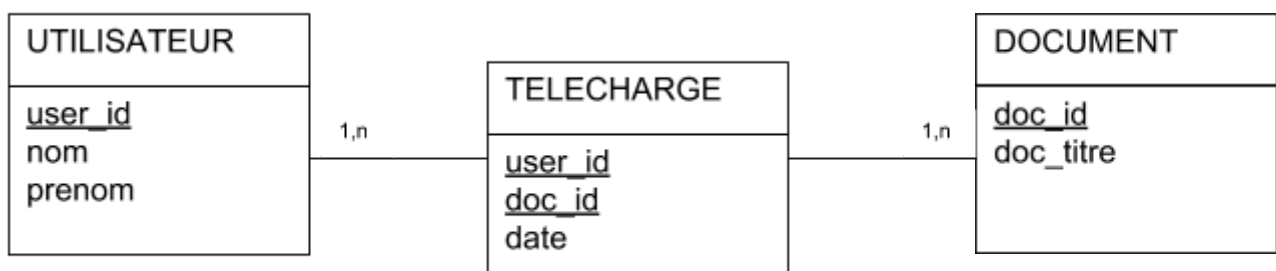 UTILISATEUR
user_id
nom
prenom
1,n
TELECHARGE
user_id
doc_id
date
1,n
DOCUMENT
doc_id
doc_titre